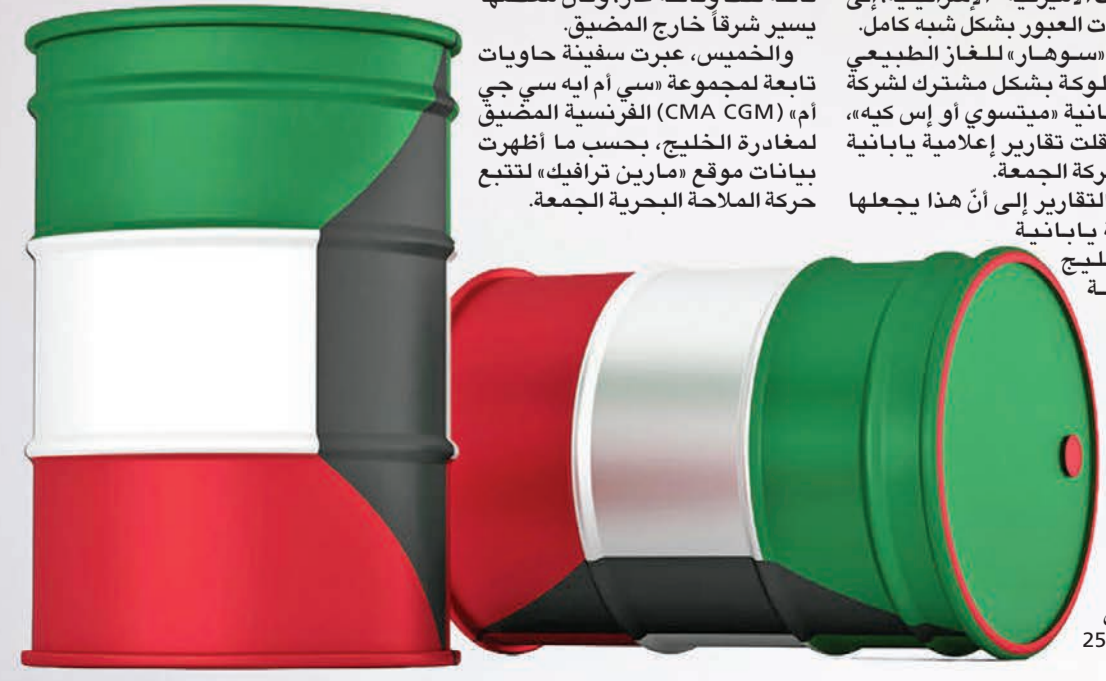 العبور بشكل شبه كامل.
«سوهار» للغاز الطبيعي
لوكة بشكل مشترك لشركة
انية «ميتسوي أو إس كيه»،
قلت تقارير إعلامية يابانية
ركة الجمعة.
لتقارير إلى أنّ هذا يجعلها
يابانية
ليج
ـة
25
يسير شرقاً خارج المضيق.
والخميس، عبرت سفينة حاويات
تابعة لمجموعة «سي أم ايه سي جي
أم» (CMA CGM) الفرنسية المضيق
لمغادرة الخليج، بحسب ما أظهرت
بيانات موقع «مارين ترافيك» لتتبع
حركة الملاحة البحرية الجمعة.